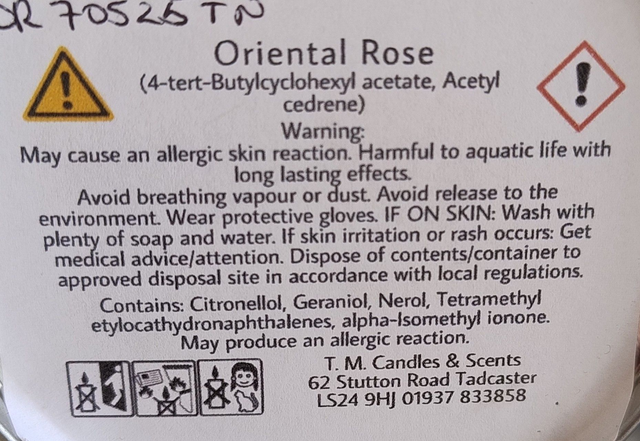 OR 70525 TN
Oriental Rose
(4-tert-Butylcyclohexyl acetate, Acetyl
cedrene)
Warning:
May cause an allergic skin reaction. Harmful to aquatic life with
long lasting effects.
Avoid breathing vapour or dust. Avoid release to the
environment. Wear protective gloves. IF ON SKIN: Wash with
plenty of soap and water. If skin irritation or rash occurs: Get
medical advice/attention. Dispose of contents/container to
approved disposal site in accordance with local regulations.
Contains: Citronellol, Geraniol, Nerol, Tetramethyl
etylocathydronaphthalenes, alpha-Isomethyl ionone.
May produce an allergic reaction.
T. M. Candles & Scents
62 Stutton Road Tadcaster
LS24 9HJ 01937 833858